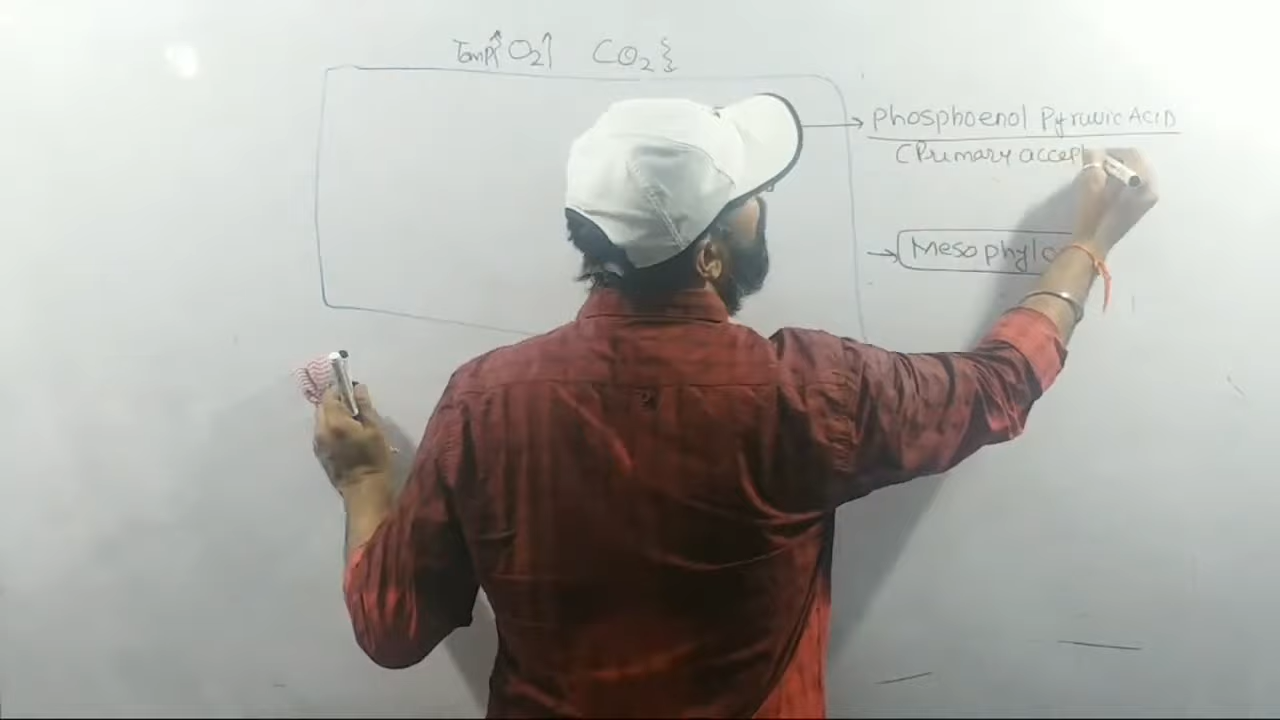 Temp↑ O2↑ CO2
Phosphoenol Pyruvic ACID
(Primary accep
Mesophyl